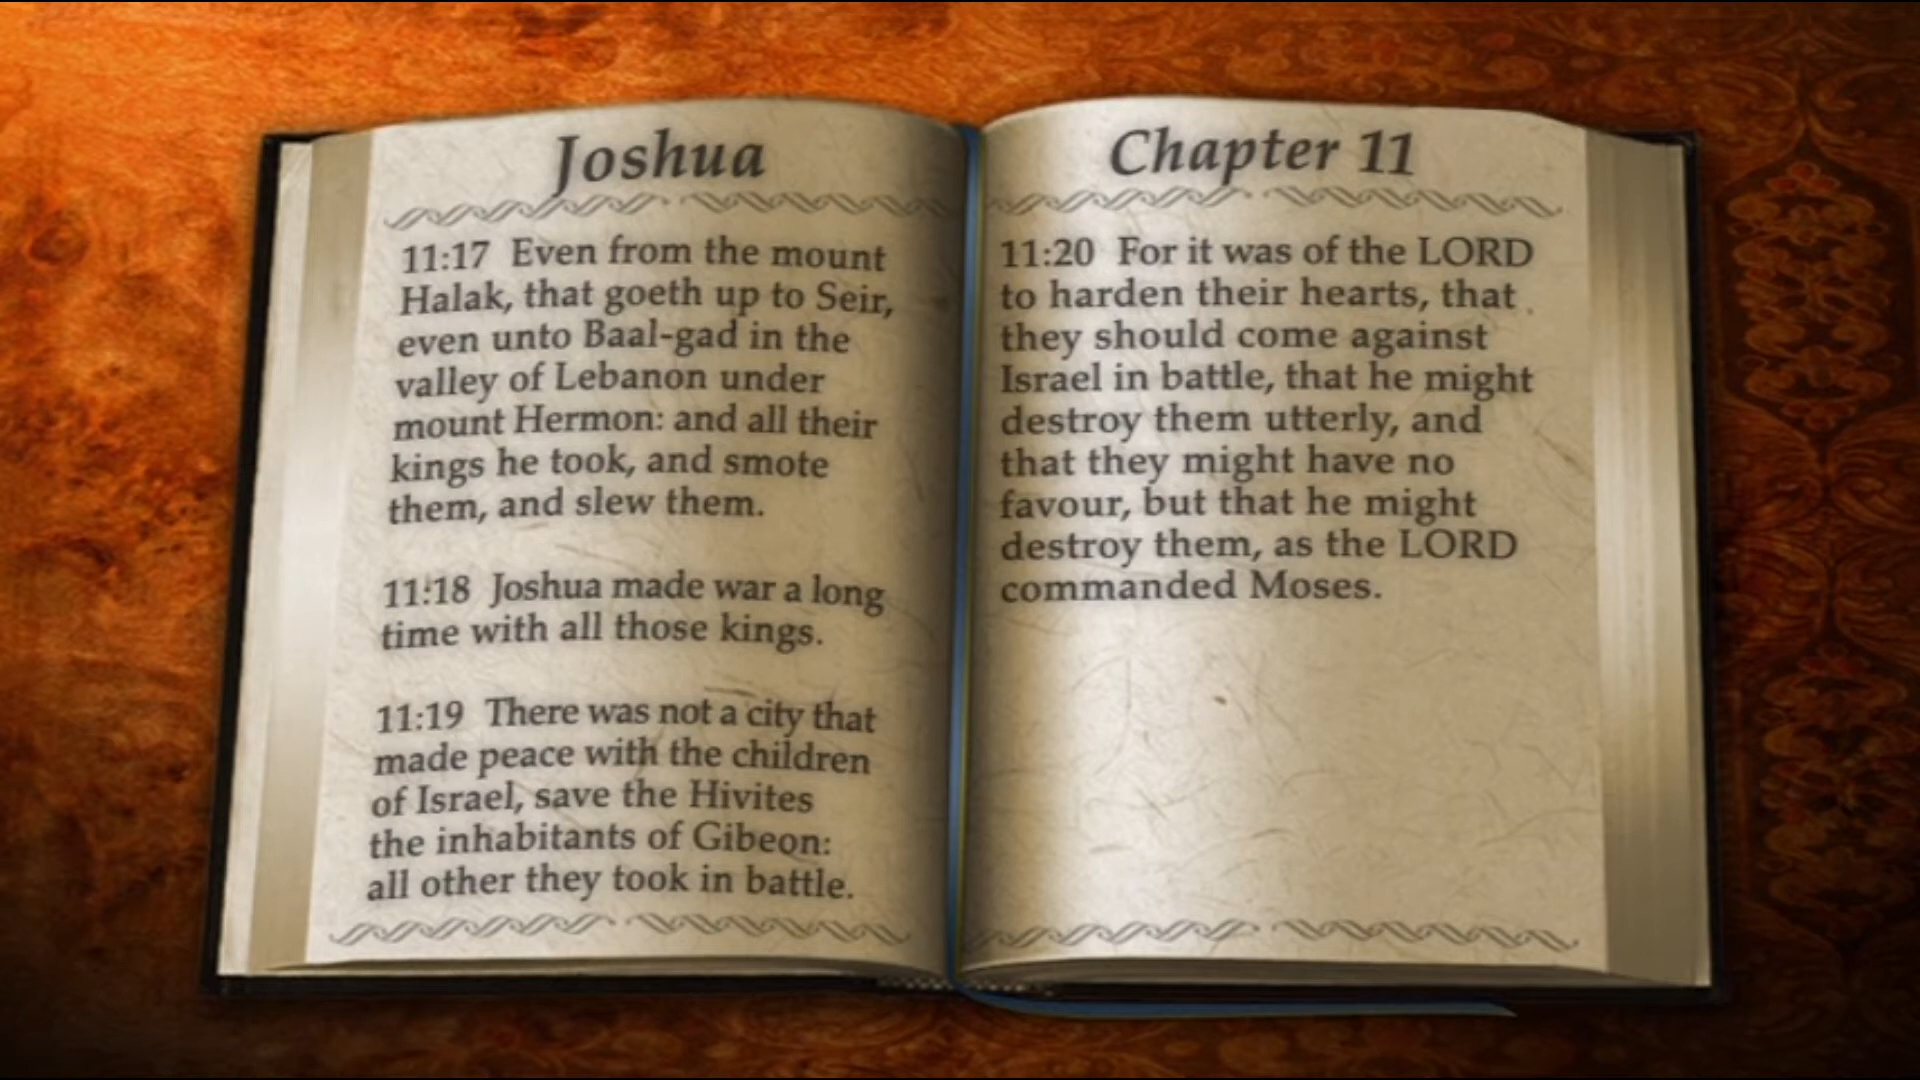 Joshua
11:17 Even from the mount
Halak, that goeth up to Seir,
even unto Baal-gad in the
valley of Lebanon under
mount Hermon: and all their
kings he took, and smote
them, and slew them.
11:18 Joshua made war a long
time with all those kings.
11:19 There was not a city that
made peace with the children
of Israel, save the Hivites
the inhabitants of Gibeon:
all other they took in battle.
Chapter 11
11:20 For it was of the LORD
to harden their hearts, that
they should come against
Israel in battle, that he might
destroy them utterly, and
that they might have no
favour, but that he might
destroy them, as the LORD
commanded Moses.